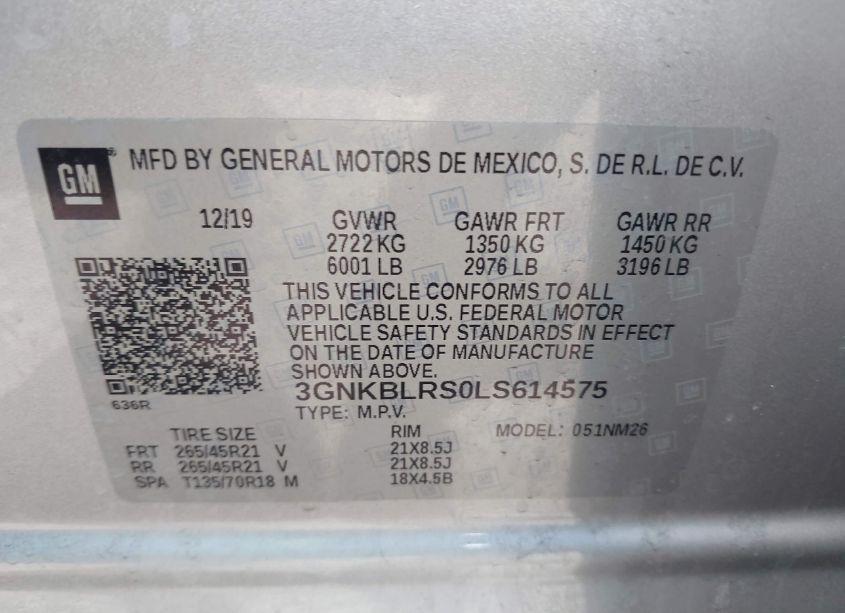 GM
MFD BY GENERAL MOTORS DE MEXICO, S. DE R.L. DE C.V.
12/19 GVWR GAWR FRT GAWR RR
2722 KG 1350 KG 1450 KG
6001 LB 2976 LB 3196 LB
THIS VEHICLE CONFORMS TO ALL
APPLICABLE U.S. FEDERAL MOTOR
VEHICLE SAFETY STANDARDS IN EFFECT
ON THE DATE OF MANUFACTURE
SHOWN ABOVE.
3GNKBLRS0LS614575
636R
TYPE: M.P.V.
TIRE SIZE RIM MODEL: 051NM26
FRT 265/45R21 V 21X8.5J
RR 265/45R21 V 21X8.5J
SPA T135/70R18 M 18X4.5B